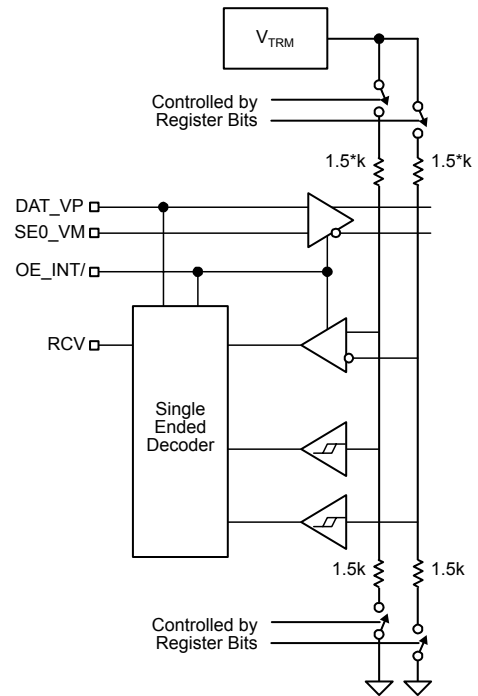 VTRM
Controlled by
Register Bits
1.5*k
1.5*k
DAT_VP
SE0_VM
OE_INT/
RCV
Single
Ended
Decoder
1.5k
1.5k
Controlled by
Register Bits